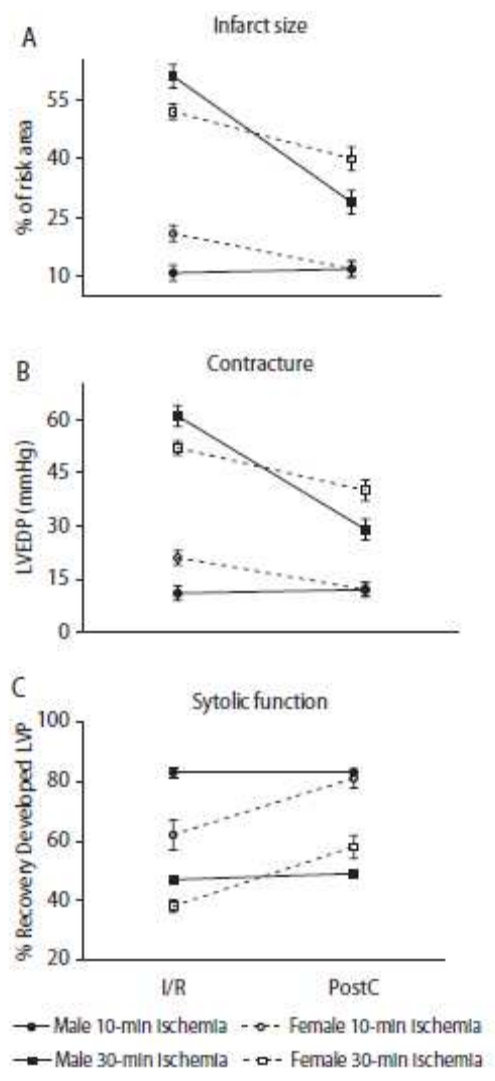 A
Infarct size
% of risk area
55
40
25
10
B
Contracture
LVEDP (mmHg)
60
45
30
15
0
C
Sytolic function
% Recovery Developed LVP
100
80
60
40
20
I/R PostC
Male 10-min ischemia Female 10-min ischemia
Male 30-min ischemia Female 30-min ischemia